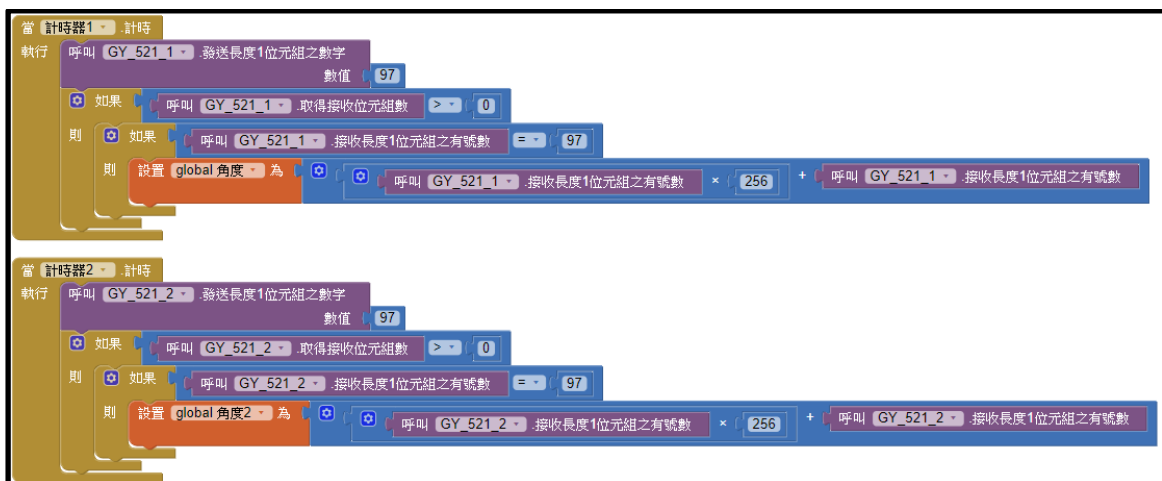 當 計時器1 .計時
執行 呼叫 GY_521_1 .發送長度1位元組之數字
數值 97
如果 呼叫 GY_521_1 .取得接收位元組數 > 0
則 如果 呼叫 GY_521_1 .接收長度1位元組之有號數 = 97
則 設置 global 角度 為 呼叫 GY_521_1 .接收長度1位元組之有號數 × 256 + 呼叫 GY_521_1 .接收長度1位元組之有號數
當 計時器2 .計時
執行 呼叫 GY_521_2 .發送長度1位元組之數字
數值 97
如果 呼叫 GY_521_2 .取得接收位元組數 > 0
則 如果 呼叫 GY_521_2 .接收長度1位元組之有號數 = 97
則 設置 global 角度2 為 呼叫 GY_521_2 .接收長度1位元組之有號數 × 256 + 呼叫 GY_521_2 .接收長度1位元組之有號數